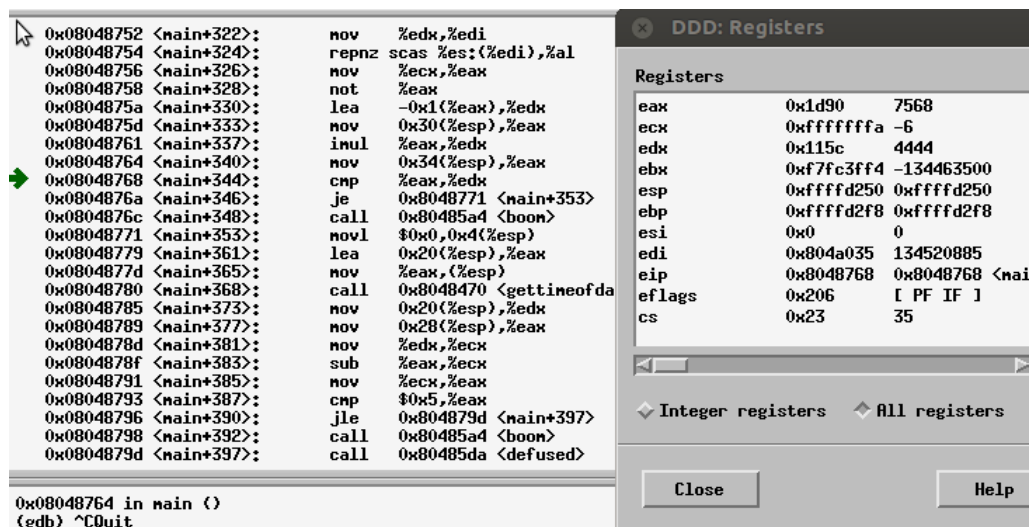 0x08048752 <main+322>: mov %edx,%edi
0x08048754 <main+324>: repnz scas %es:(%edi),%al
0x08048756 <main+326>: mov %ecx,%eax
0x08048758 <main+328>: not %eax
0x0804875a <main+330>: lea -0x1(%eax),%edx
0x0804875d <main+333>: mov 0x30(%esp),%eax
0x08048761 <main+337>: imul %eax,%edx
0x08048764 <main+340>: mov 0x34(%esp),%eax
0x08048768 <main+344>: cmp %eax,%edx
0x0804876a <main+346>: je 0x8048771 <main+353>
0x0804876c <main+348>: call 0x80485a4 <boom>
0x08048771 <main+353>: movl $0x0,0x4(%esp)
0x08048779 <main+361>: lea 0x20(%esp),%eax
0x0804877d <main+365>: mov %eax,(%esp)
0x08048780 <main+368>: call 0x8048470 <gettimeofda
0x08048785 <main+373>: mov 0x20(%esp),%edx
0x08048789 <main+377>: mov 0x28(%esp),%eax
0x0804878d <main+381>: mov %edx,%ecx
0x0804878f <main+383>: sub %eax,%ecx
0x08048791 <main+385>: mov %ecx,%eax
0x08048793 <main+387>: cmp $0x5,%eax
0x08048796 <main+390>: jle 0x804879d <main+397>
0x08048798 <main+392>: call 0x80485a4 <boom>
0x0804879d <main+397>: call 0x80485da <defused>
0x08048764 in main ()
(gdb) ^CQuit
DDD: Registers
Registers
eax 0x1d90 7568
ecx 0xfffffffa -6
edx 0x115c 4444
ebx 0xf7fc3ff4 -134463500
esp 0xffffd250 0xffffd250
ebp 0xffffd2f8 0xffffd2f8
esi 0x0 0
edi 0x804a035 134520885
eip 0x8048768 0x8048768 <mai
eflags 0x206 [ PF IF ]
cs 0x23 35
Integer registers All registers
Close Help